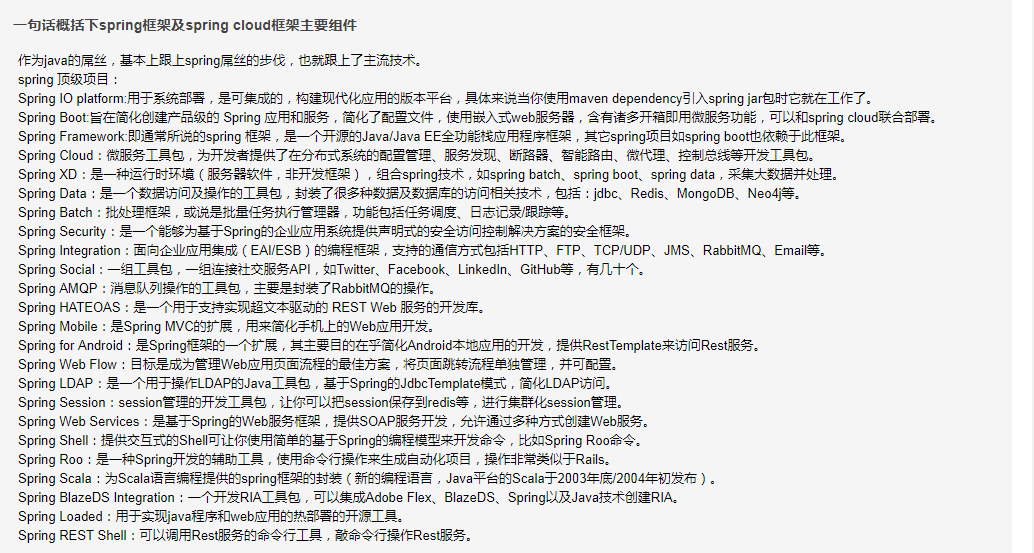 一句话概括下spring框架及spring cloud框架主要组件
作为java的屌丝，基本上跟上spring屌丝的步伐，也就跟上了主流技术。
spring 顶级项目：
Spring IO platform:用于系统部署，是可集成的，构建现代化应用的版本平台，具体来说当你使用maven dependency引入spring jar包时它就在工作了。
Spring Boot:旨在简化创建产品级的 Spring 应用和服务，简化了配置文件，使用嵌入式web服务器，含有诸多开箱即用微服务功能，可以和spring cloud联合部署。
Spring Framework:即通常所说的spring 框架，是一个开源的Java/Java EE全功能栈应用程序框架，其它spring项目如spring boot也依赖于此框架。
Spring Cloud：微服务工具包，为开发者提供了在分布式系统的配置管理、服务发现、断路器、智能路由、微代理、控制总线等开发工具包。
Spring XD：是一种运行时环境（服务器软件，非开发框架），组合spring技术，如spring batch、spring boot、spring data，采集大数据并处理。
Spring Data：是一个数据访问及操作的工具包，封装了很多种数据及数据库的访问相关技术，包括：jdbc、Redis、MongoDB、Neo4j等。
Spring Batch：批处理框架，或说是批量任务执行管理器，功能包括任务调度、日志记录/跟踪等。
Spring Security：是一个能够为基于Spring的企业应用系统提供声明式的安全访问控制解决方案的安全框架。
Spring Integration：面向企业应用集成（EAI/ESB）的编程框架，支持的通信方式包括HTTP、FTP、TCP/UDP、JMS、RabbitMQ、Email等。
Spring Social：一组工具包，一组连接社交服务API，如Twitter、Facebook、LinkedIn、GitHub等，有几十个。
Spring AMQP：消息队列操作的工具包，主要是封装了RabbitMQ的操作。
Spring HATEOAS：是一个用于支持实现超文本驱动的 REST Web 服务的开发库。
Spring Mobile：是Spring MVC的扩展，用来简化手机上的Web应用开发。
Spring for Android：是Spring框架的一个扩展，其主要目的在乎简化Android本地应用的开发，提供RestTemplate来访问Rest服务。
Spring Web Flow：目标是成为管理Web应用页面流程的最佳方案，将页面跳转流程单独管理，并可配置。
Spring LDAP：是一个用于操作LDAP的Java工具包，基于Spring的JdbcTemplate模式，简化LDAP访问。
Spring Session：session管理的开发工具包，让你可以把session保存到redis等，进行集群化session管理。
Spring Web Services：是基于Spring的Web服务框架，提供SOAP服务开发，允许通过多种方式创建Web服务。
Spring Shell：提供交互式的Shell可让你使用简单的基于Spring的编程模型来开发命令，比如Spring Roo命令。
Spring Roo：是一种Spring开发的辅助工具，使用命令行操作来生成自动化项目，操作非常类似于Rails。
Spring Scala：为Scala语言编程提供的spring框架的封装（新的编程语言，Java平台的Scala于2003年底/2004年初发布）。
Spring BlazeDS Integration：一个开发RIA工具包，可以集成Adobe Flex、BlazeDS、Spring以及Java技术创建RIA。
Spring Loaded：用于实现java程序和web应用的热部署的开源工具。
Spring REST Shell：可以调用Rest服务的命令行工具，敲命令行操作Rest服务。